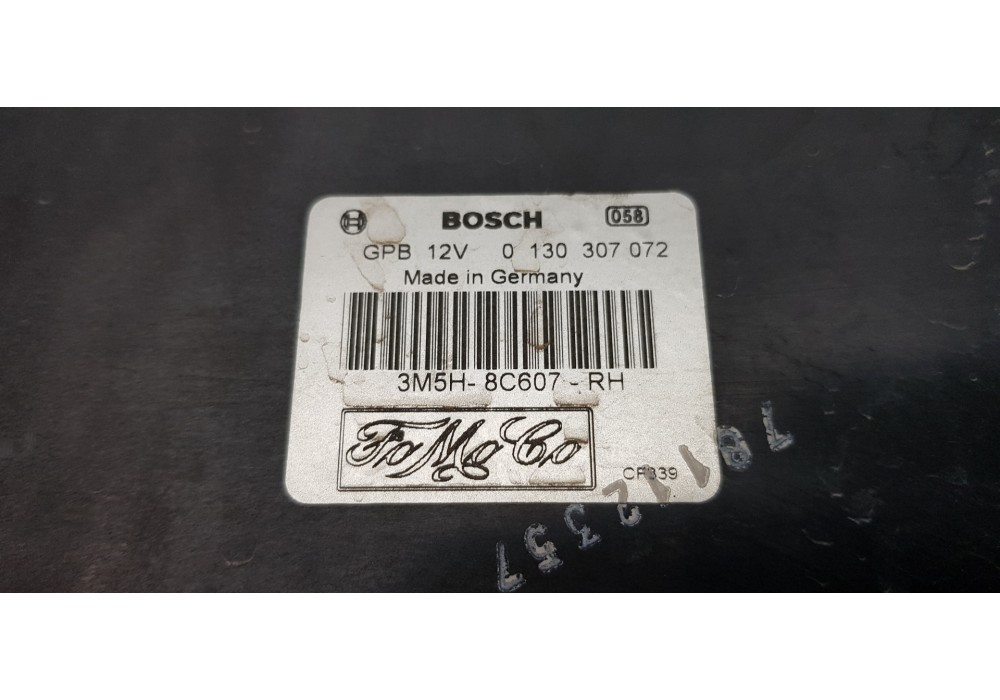 BOSCH 058
GPB 12V 0 130 307 072
Made in Germany
3M5H- 8C607 - RH
FoMoCo
CF339